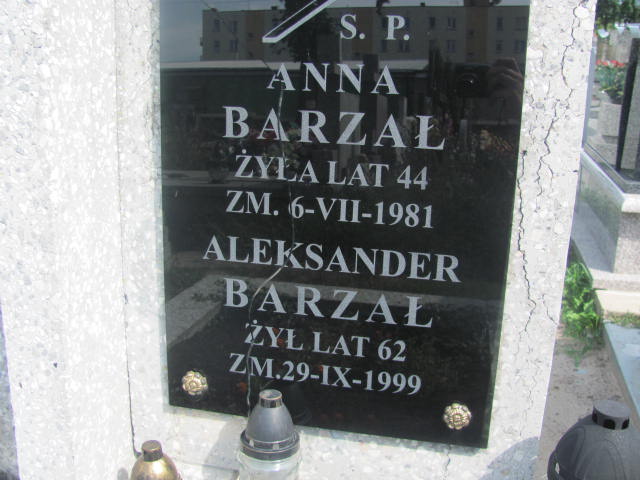 S. P.
ANNA
BARZAŁ
ŻYŁA LAT 44
ZM. 6-VII-1981
ALEKSANDER
BARZAŁ
ŻYŁ LAT 62
ZM.29-IX-1999